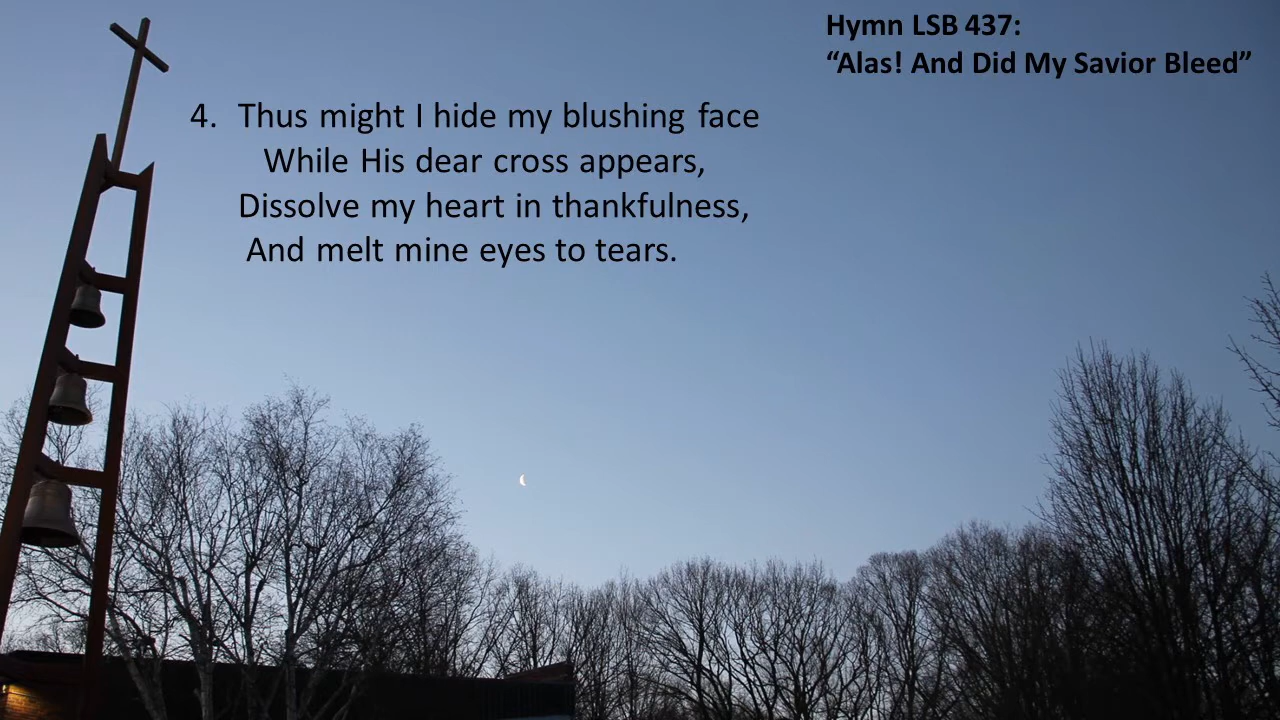 Hymn LSB 437:
“Alas! And Did My Savior Bleed”
4. Thus might I hide my blushing face
While His dear cross appears,
Dissolve my heart in thankfulness,
And melt mine eyes to tears.